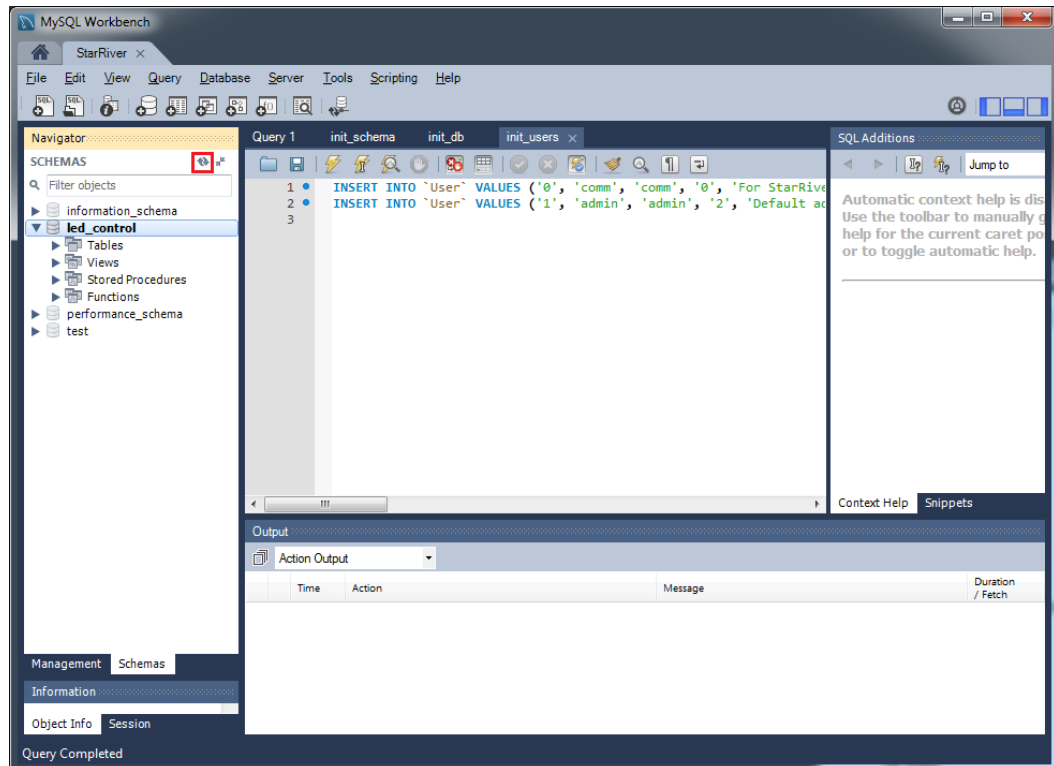 MySQL Workbench
StarRiver
File Edit View Query Database Server Tools Scripting Help
Navigator
SCHEMAS
Filter objects
information_schema
led_control
Tables
Views
Stored Procedures
Functions
performance_schema
test
Management Schemas
Information
Object Info Session
Query Completed
Query 1 init_schema init_db init_users
1 INSERT INTO `User` VALUES ('0', 'comm', 'comm', '0', 'For StarRive
2 INSERT INTO `User` VALUES ('1', 'admin', 'admin', '2', 'Default ac
3
SQL Additions
Jump to
Automatic context help is dis
Use the toolbar to manually g
help for the current caret po
or to toggle automatic help.
Context Help Snippets
Output
Action Output
Time Action Message Duration
/ Fetch